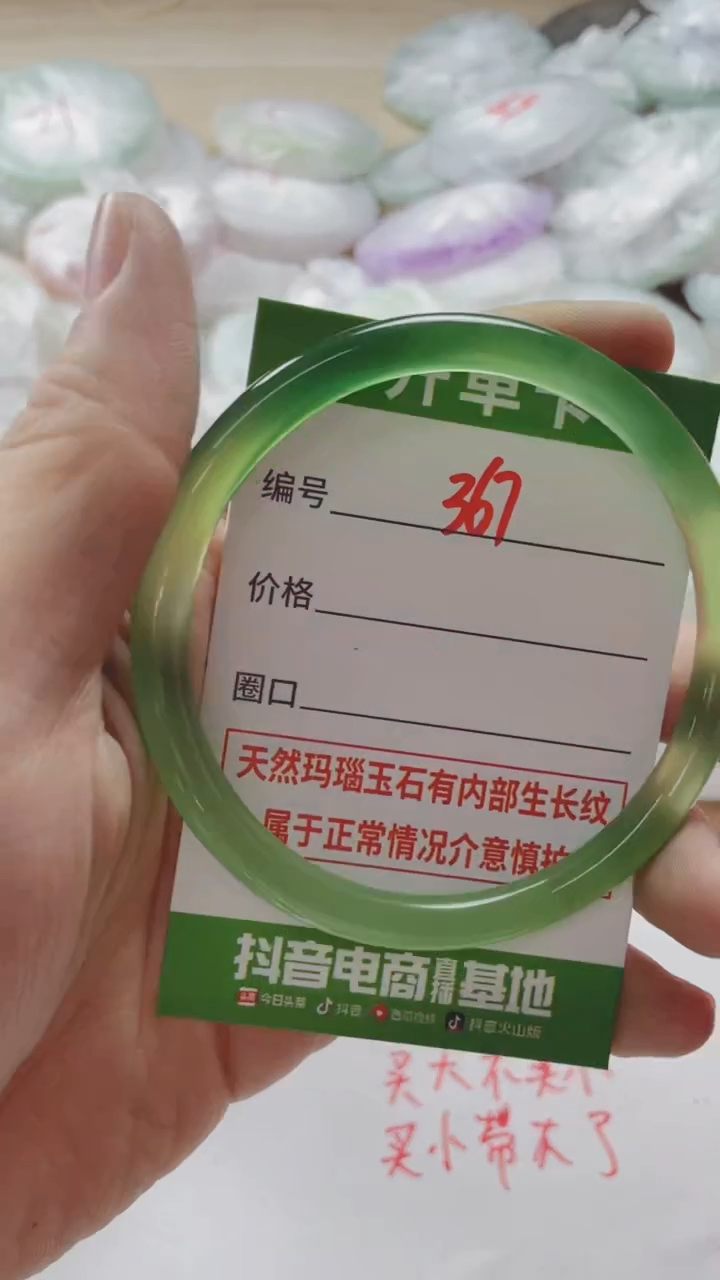 开单卡
编号 367
价格
圈口
天然玛瑙玉石有内部生长纹
属于正常情况介意慎拍
抖音电商直播基地
今日头条 抖音 西瓜视频 抖音火山版
买大不买小
买小带不了